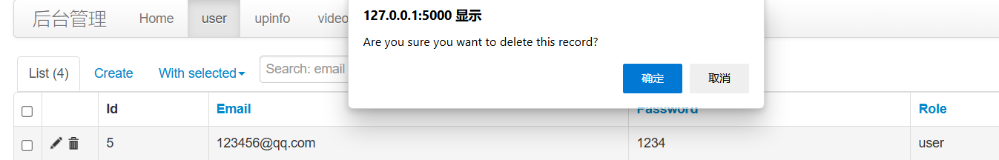 后台管理 Home user upinfo video
127.0.0.1:5000 显示
Are you sure you want to delete this record?
确定 取消
List (4) Create With selected Search: email
Id Email Password Role
5 123456@qq.com 1234 user